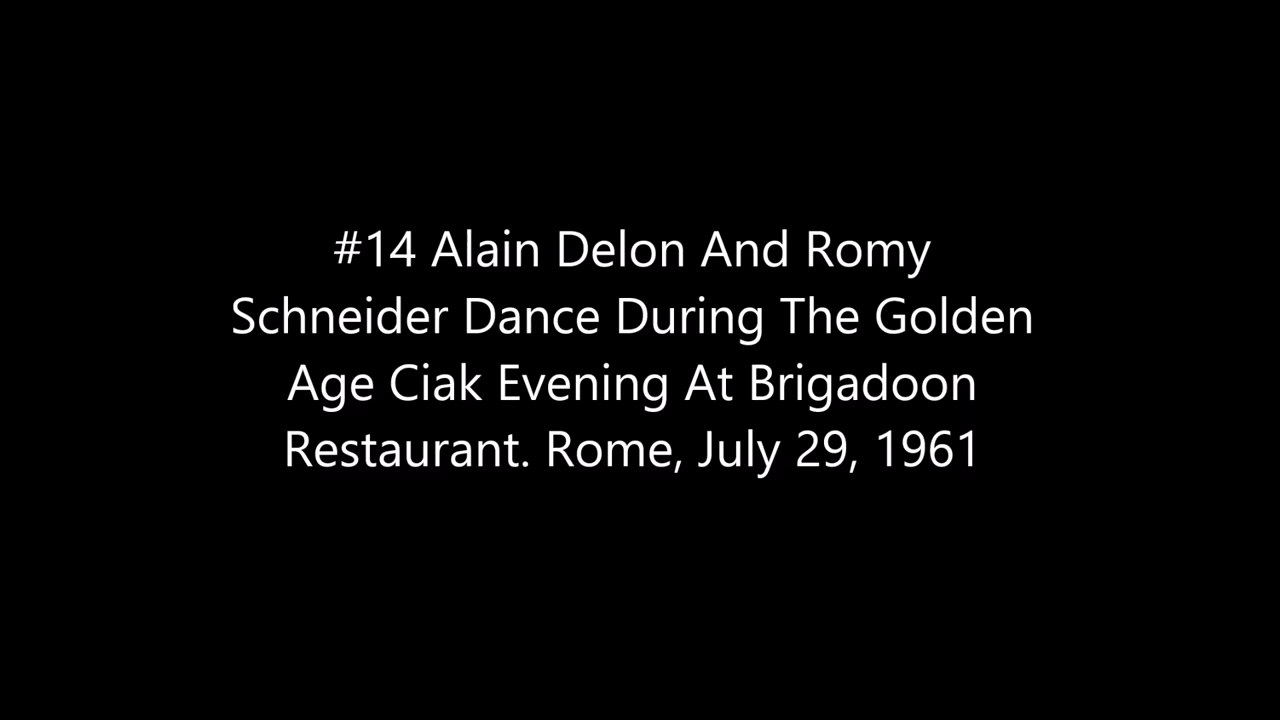 #14 Alain Delon And Romy
Schneider Dance During The Golden
Age Ciak Evening At Brigadoon
Restaurant. Rome, July 29, 1961